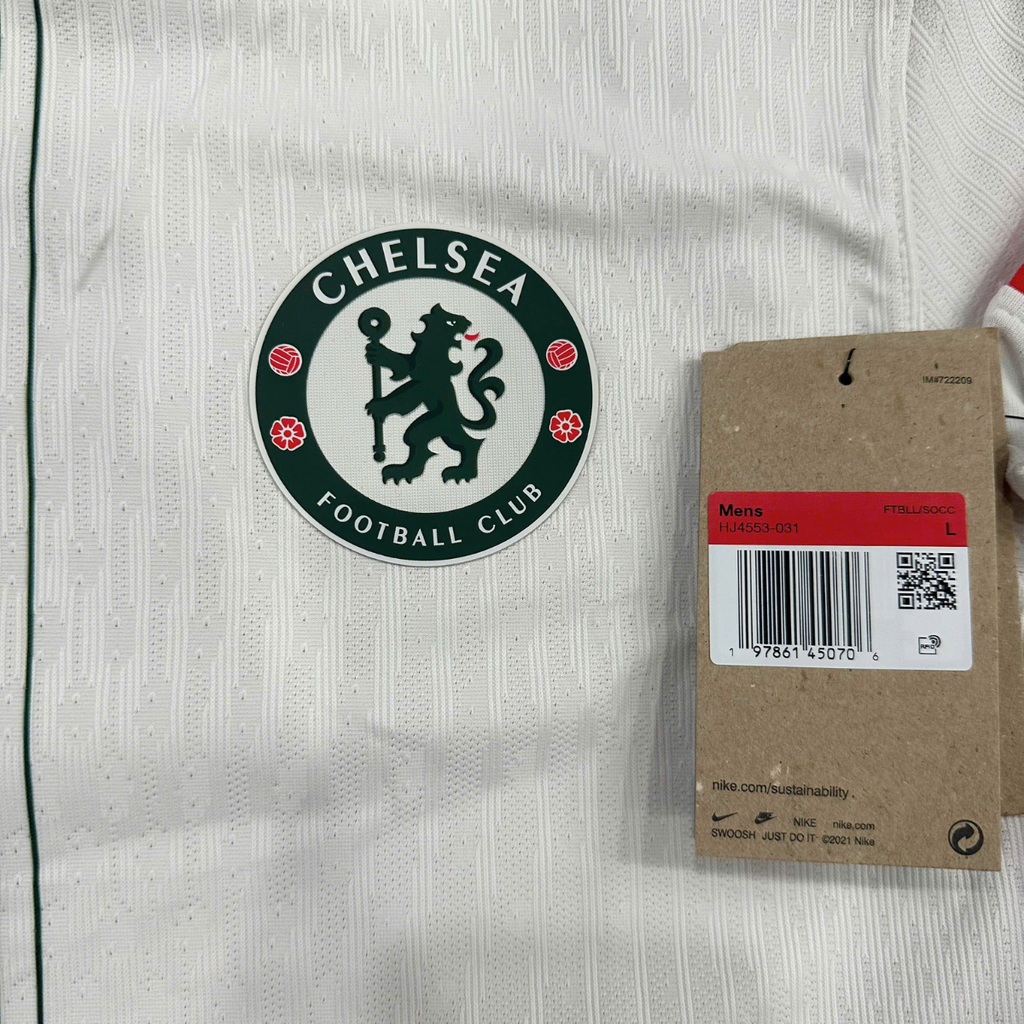 CHELSEA
FOOTBALL CLUB
IM#722209
Mens
FTBLL/SOCC
HJ4553-031
L
1 97861 45070 6
RFID
nike.com/sustainability
NIKE nike.com
SWOOSH JUST DO IT ©2021 Nike